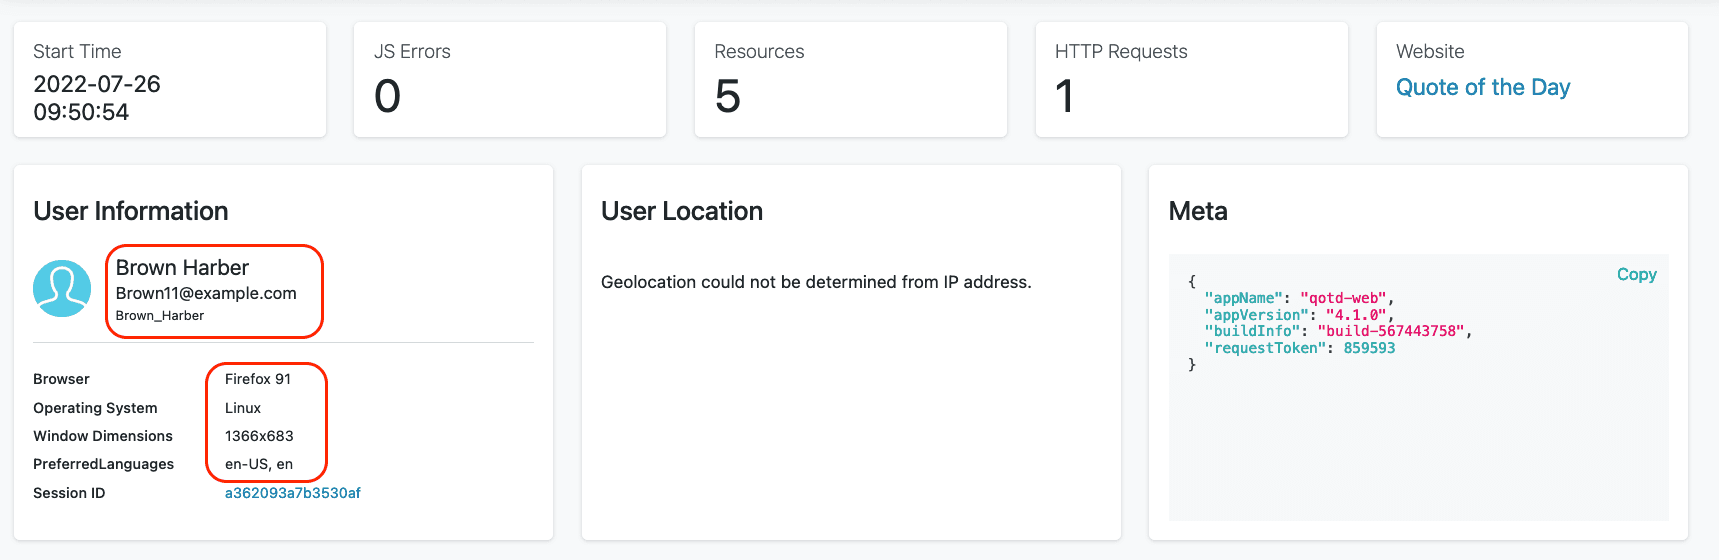 Start Time
2022-07-26
09:50:54
JS Errors
0
Resources
5
HTTP Requests
1
Website
Quote of the Day
User Information
Brown Harber
Brown11@example.com
Brown_Harber
Browser Firefox 91
Operating System Linux
Window Dimensions 1366x683
PreferredLanguages en-US, en
Session ID a362093a7b3530af
User Location
Geolocation could not be determined from IP address.
Meta
Copy
{
"appName": "qotd-web",
"appVersion": "4.1.0",
"buildInfo": "build-567443758",
"requestToken": 859593
}